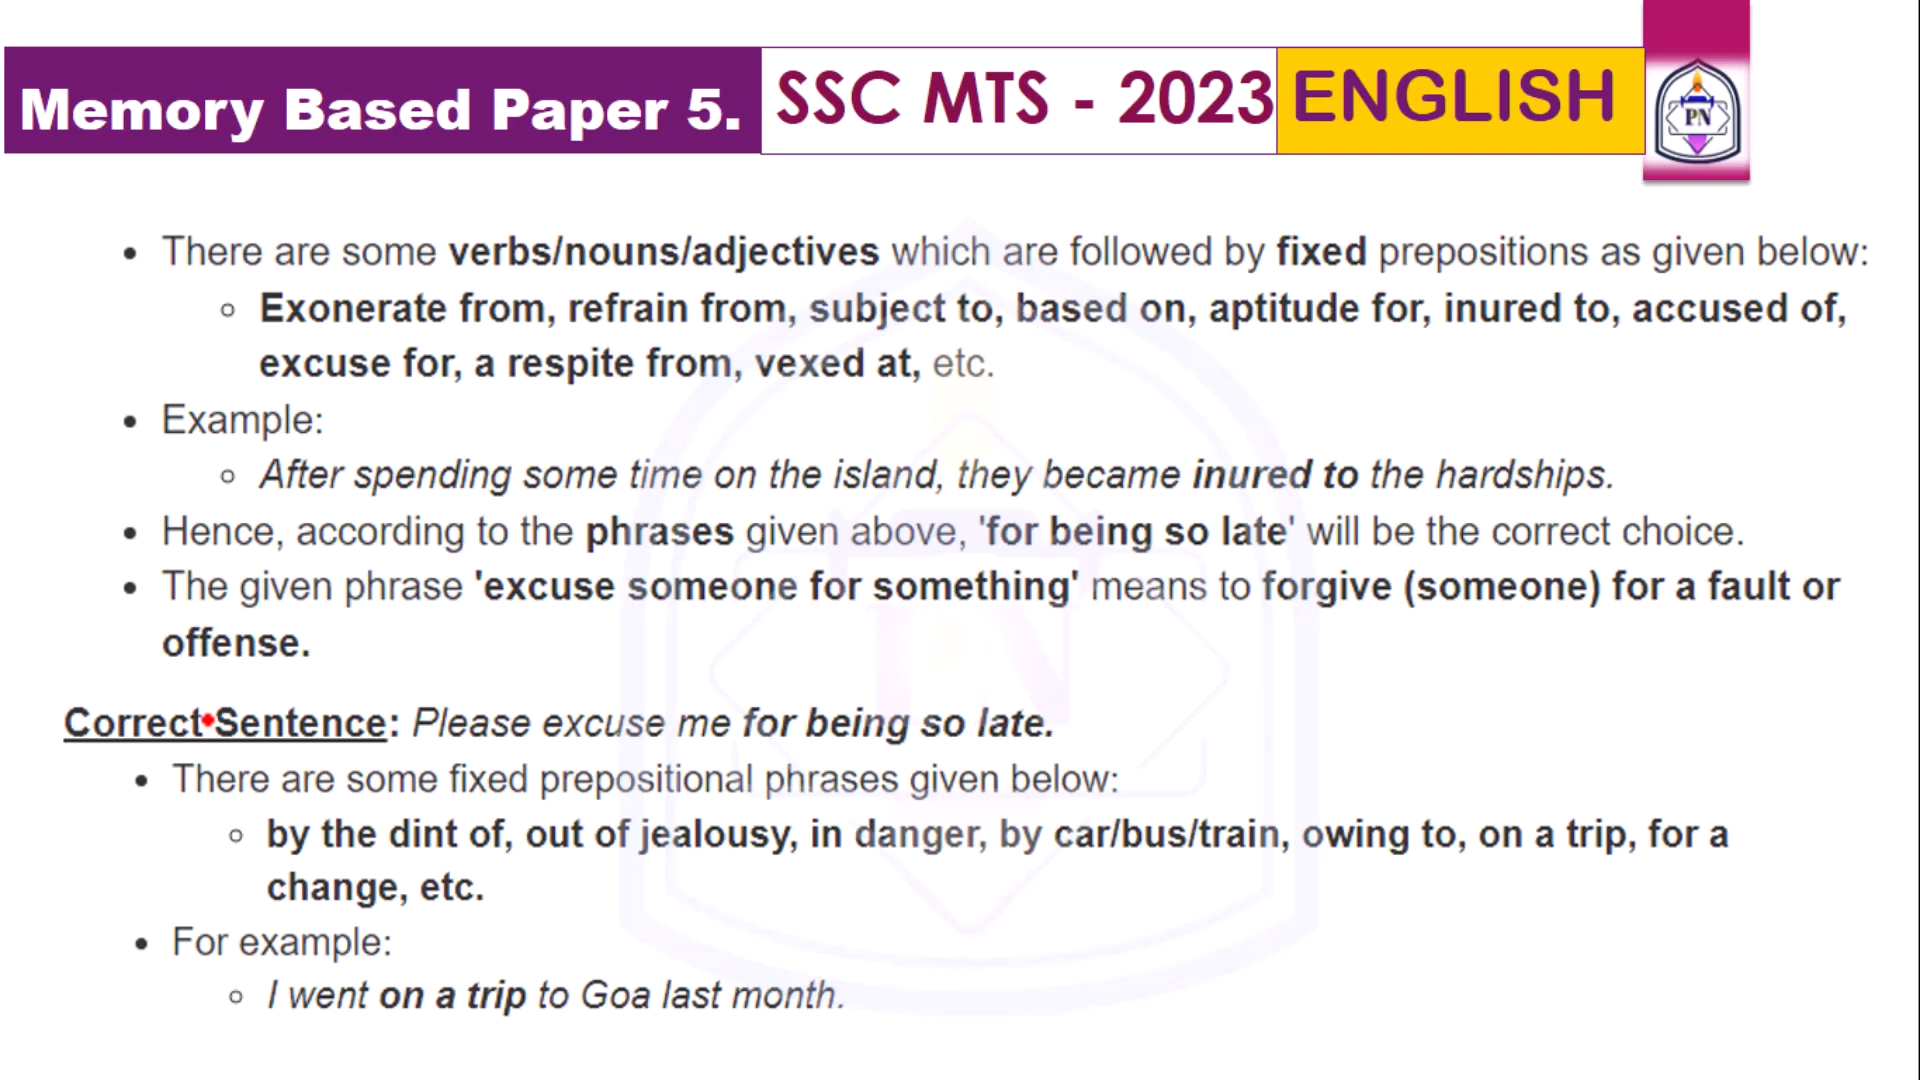 Memory Based Paper 5. SSC MTS - 2023 ENGLISH
PN
• There are some verbs/nouns/adjectives which are followed by fixed prepositions as given below:
◦ Exonerate from, refrain from, subject to, based on, aptitude for, inured to, accused of,
excuse for, a respite from, vexed at, etc.
• Example:
◦ After spending some time on the island, they became inured to the hardships.
• Hence, according to the phrases given above, 'for being so late' will be the correct choice.
• The given phrase 'excuse someone for something' means to forgive (someone) for a fault or
offense.
Correct Sentence: Please excuse me for being so late.
• There are some fixed prepositional phrases given below:
◦ by the dint of, out of jealousy, in danger, by car/bus/train, owing to, on a trip, for a
change, etc.
• For example:
◦ I went on a trip to Goa last month.